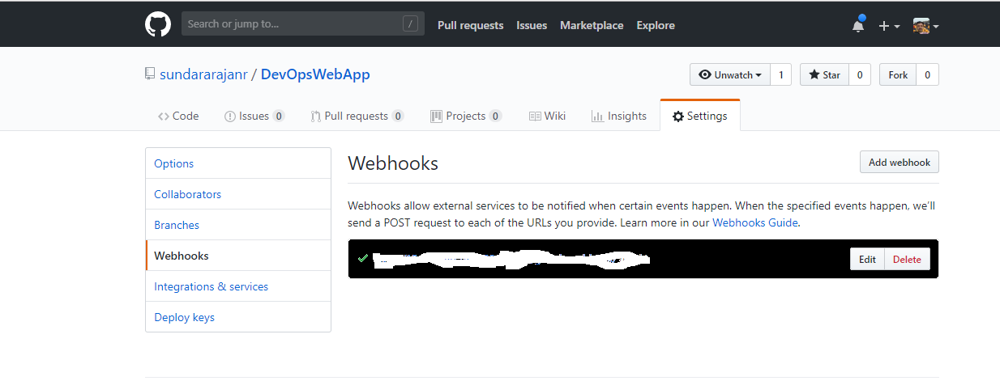 Search or jump to... /
Pull requests Issues Marketplace Explore
sundararajanr / DevOpsWebApp
Unwatch 1 Star 0 Fork 0
Code Issues 0 Pull requests 0 Projects 0 Wiki Insights Settings
Options
Collaborators
Branches
Webhooks
Integrations & services
Deploy keys
Webhooks
Add webhook
Webhooks allow external services to be notified when certain events happen. When the specified events happen, we'll
send a POST request to each of the URLs you provide. Learn more in our Webhooks Guide.
Edit Delete